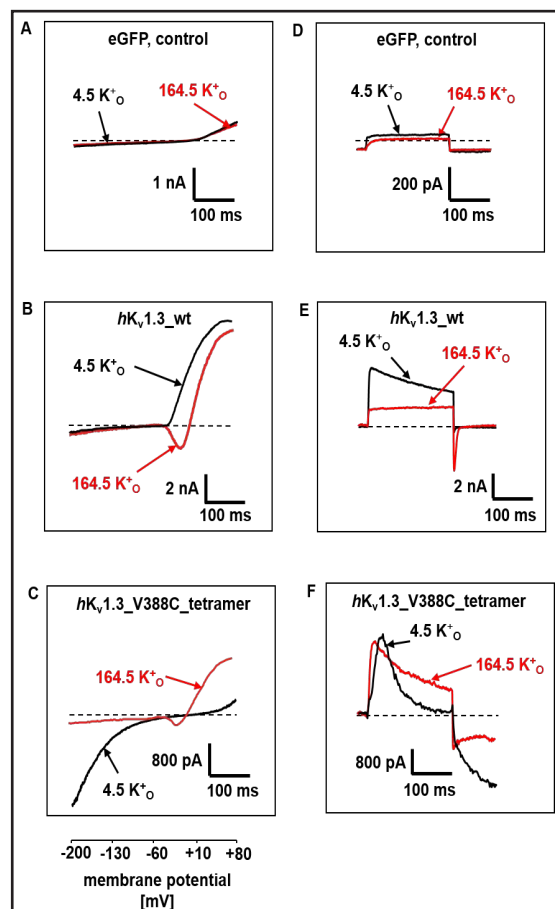 A
eGFP, control
4.5 K⁺ₒ
164.5 K⁺ₒ
1 nA
100 ms
D
eGFP, control
4.5 K⁺ₒ
164.5 K⁺ₒ
200 pA
100 ms
B
hKᵥ1.3_wt
4.5 K⁺ₒ
164.5 K⁺ₒ
2 nA
100 ms
E
hKᵥ1.3_wt
4.5 K⁺ₒ
164.5 K⁺ₒ
2 nA
100 ms
C
hKᵥ1.3_V388C_tetramer
164.5 K⁺ₒ
4.5 K⁺ₒ
800 pA
100 ms
F
hKᵥ1.3_V388C_tetramer
4.5 K⁺ₒ
164.5 K⁺ₒ
800 pA
100 ms
-200 -130 -60 +10 +80
membrane potential
[mV]